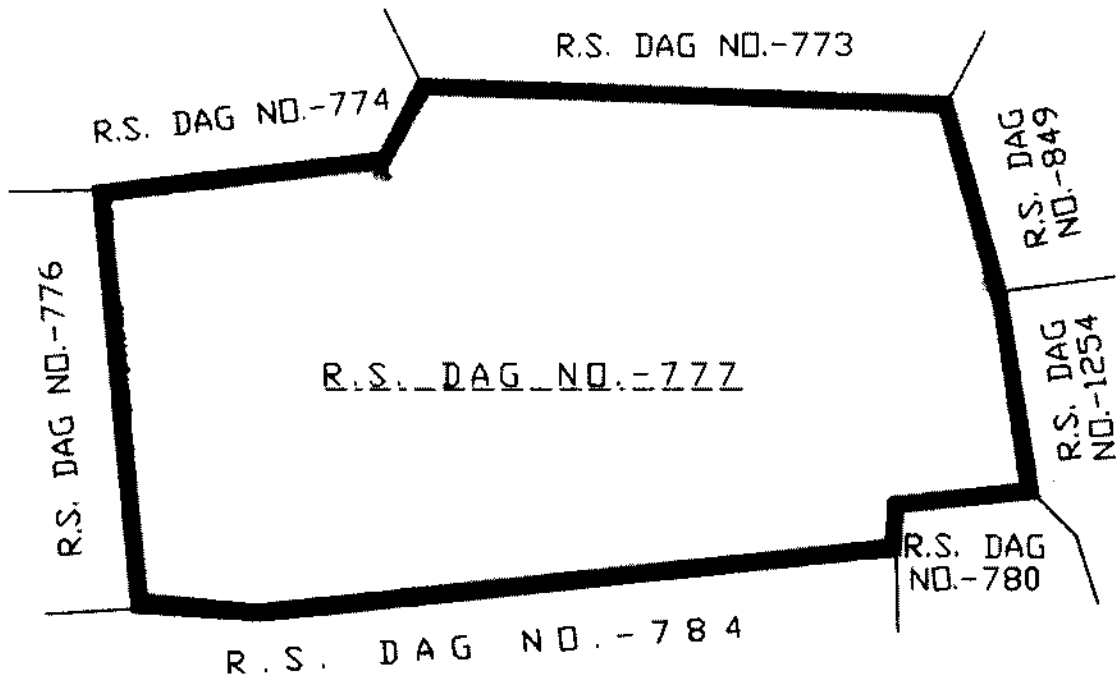 R.S. DAG NO.-773
R.S. DAG NO.-774
R.S. DAG
NO.-849
R.S. DAG NO.-776
R.S. DAG NO.-777
R.S. DAG
NO.-1254
R.S. DAG
NO.-780
R.S. DAG NO.-784